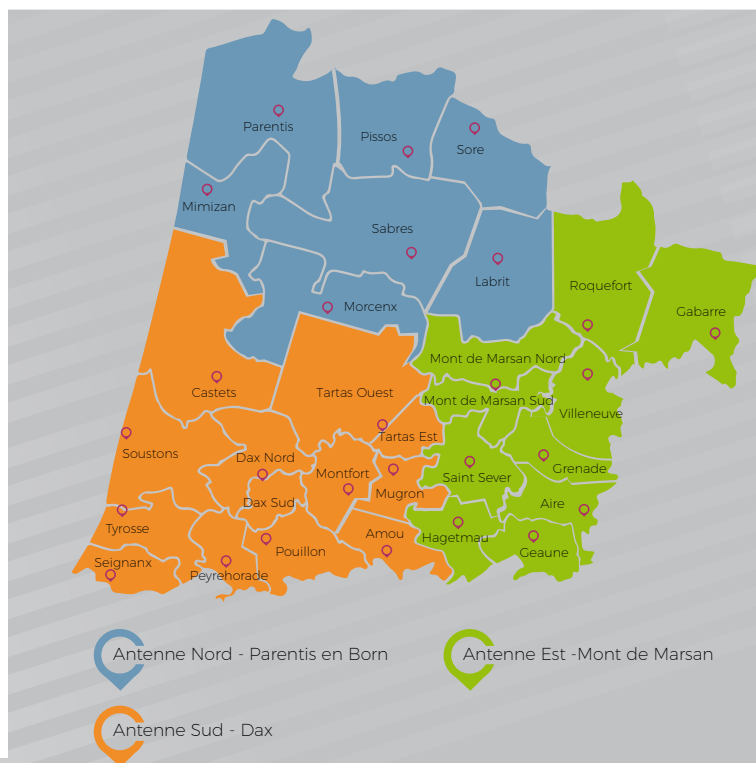 Parentis
Pissos
Sore
Mimizan
Sabres
Labrit
Roquefort
Gabarre
Morcenx
Mont de Marsan Nord
Castets
Tartas Ouest
Mont de Marsan Sud
Villeneuve
Tartas Est
Soustons
Dax Nord
Montfort
Saint Sever
Grenade
Mugron
Dax Sud
Aire
Tyrosse
Amou
Hagetmau
Pouillon
Geaune
Seignanx
Peyrehorade
Antenne Nord - Parentis en Born
Antenne Est -Mont de Marsan
Antenne Sud - Dax